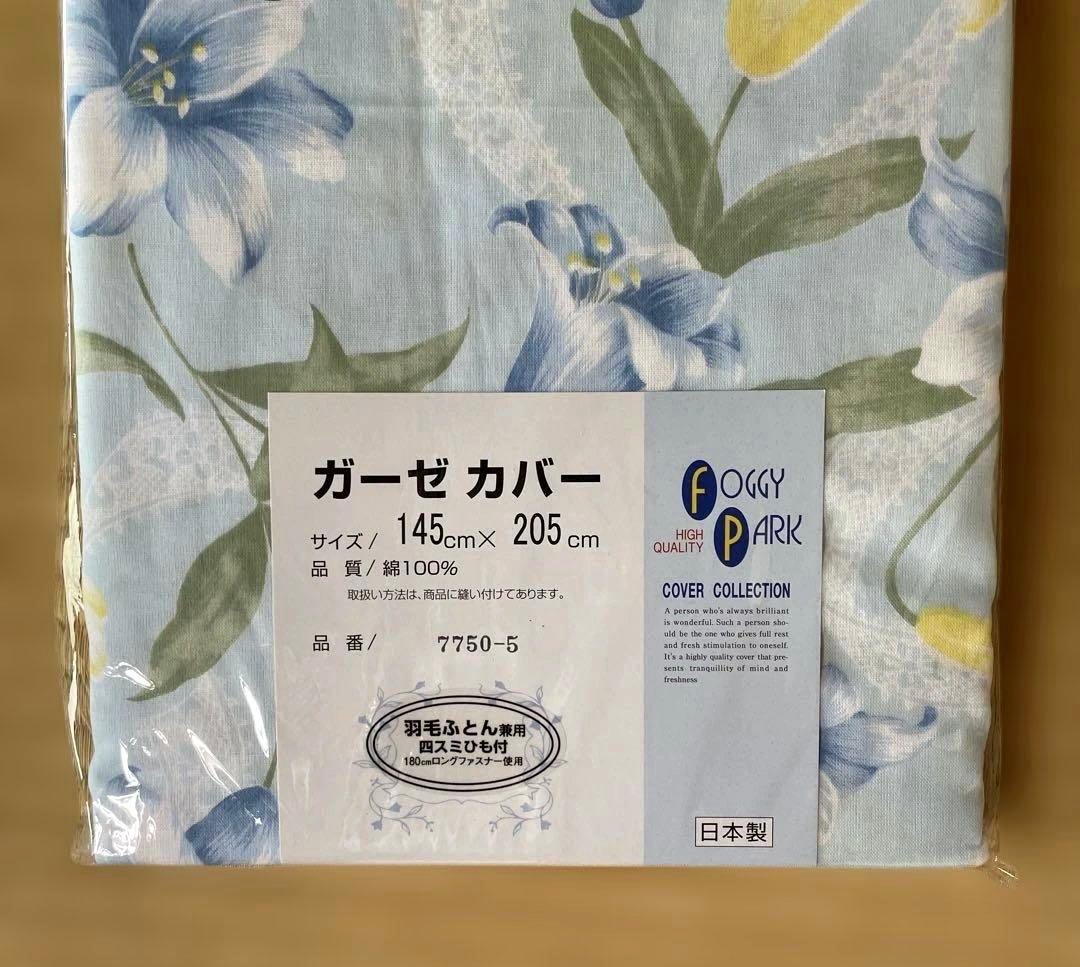 ガーゼ カバー
サイズ/ 145cm× 205cm
品 質/綿100%
取扱い方法は、商品に縫い付けてあります。
品 番/ 7750-5
羽毛ふとん兼用
四スミひも付
180cmロングファスナー使用
FOGGY
HIGH
QUALITY
PARK
COVER COLLECTION
A person who's always brilliant
is wonderful. Such a person sho-
uld be the one who gives full rest
and fresh stimulation to oneself.
It's a highly quality cover that pre-
sents tranquillity of mind and
freshness
日本製